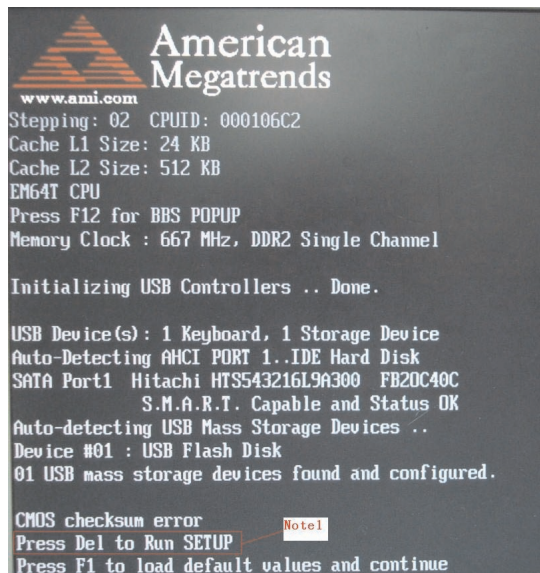 American
Megatrends
www.ami.com
Stepping: 02 CPUID: 000106C2
Cache L1 Size: 24 KB
Cache L2 Size: 512 KB
EM64T CPU
Press F12 for BBS POPUP
Memory Clock : 667 MHz, DDR2 Single Channel
Initializing USB Controllers .. Done.
USB Device(s): 1 Keyboard, 1 Storage Device
Auto-Detecting AHCI PORT 1..IDE Hard Disk
SATA Port1 Hitachi HTS543216L9A300 FB2OC40C
S.M.A.R.T. Capable and Status OK
Auto-detecting USB Mass Storage Devices ..
Device #01 : USB Flash Disk
01 USB mass storage devices found and configured.
CMOS checksum error
Note1
Press Del to Run SETUP
Press F1 to load default values and continue